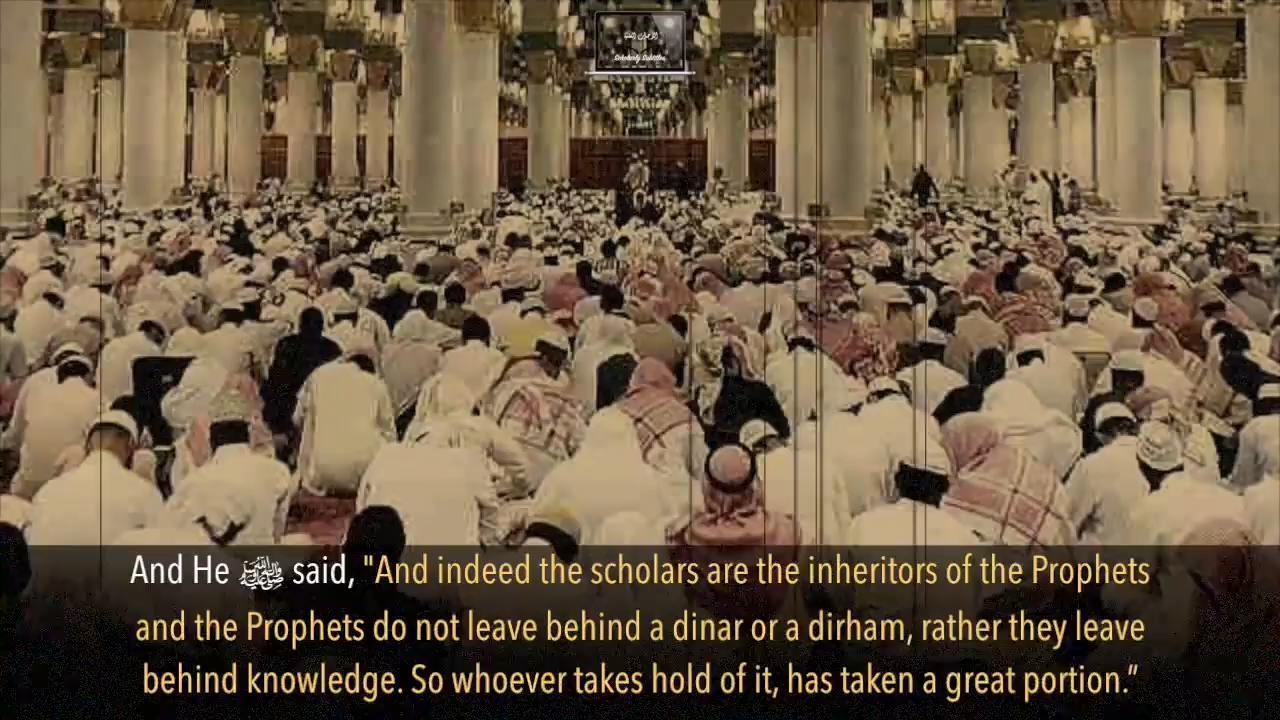 Scholarly Subtitles
And He ﷺ said, "And indeed the scholars are the inheritors of the Prophets
and the Prophets do not leave behind a dinar or a dirham, rather they leave
behind knowledge. So whoever takes hold of it, has taken a great portion.”